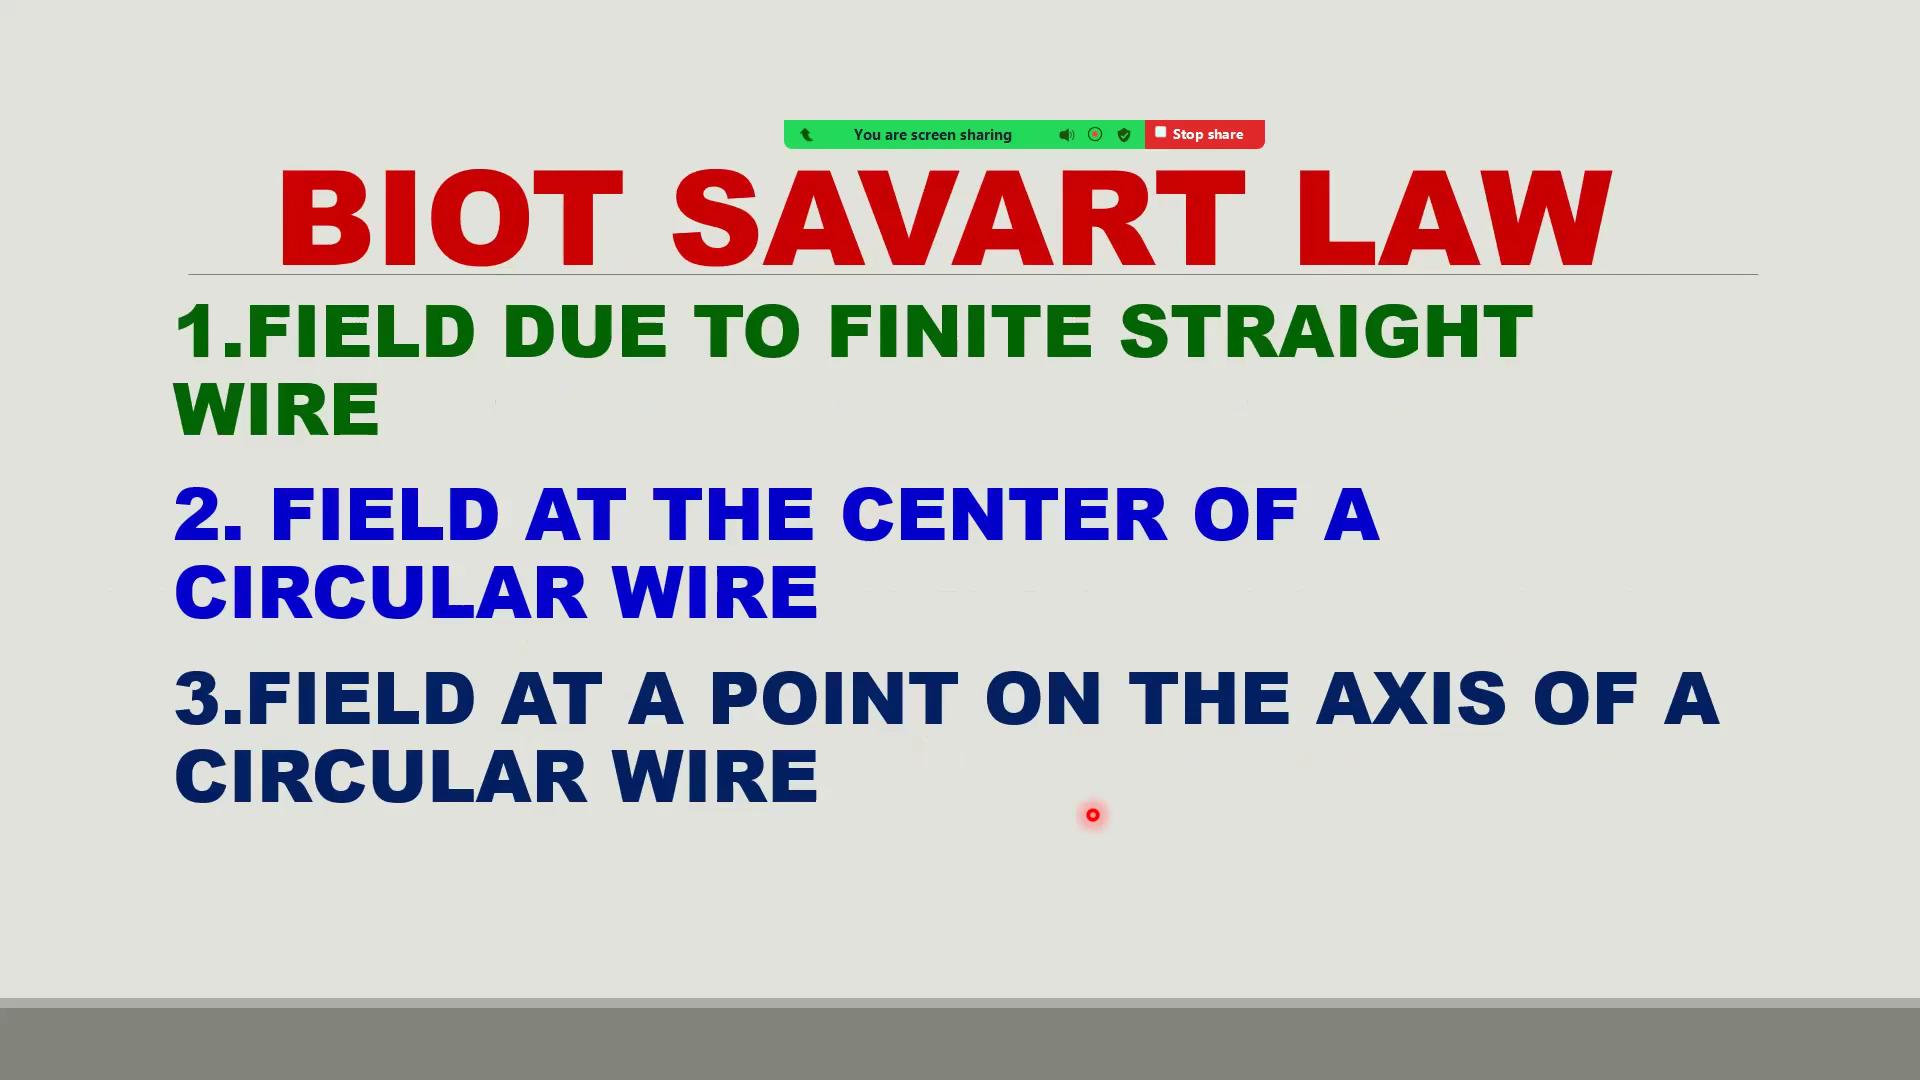 You are screen sharing Stop share
BIOT SAVART LAW
1.FIELD DUE TO FINITE STRAIGHT
WIRE
2. FIELD AT THE CENTER OF A
CIRCULAR WIRE
3.FIELD AT A POINT ON THE AXIS OF A
CIRCULAR WIRE